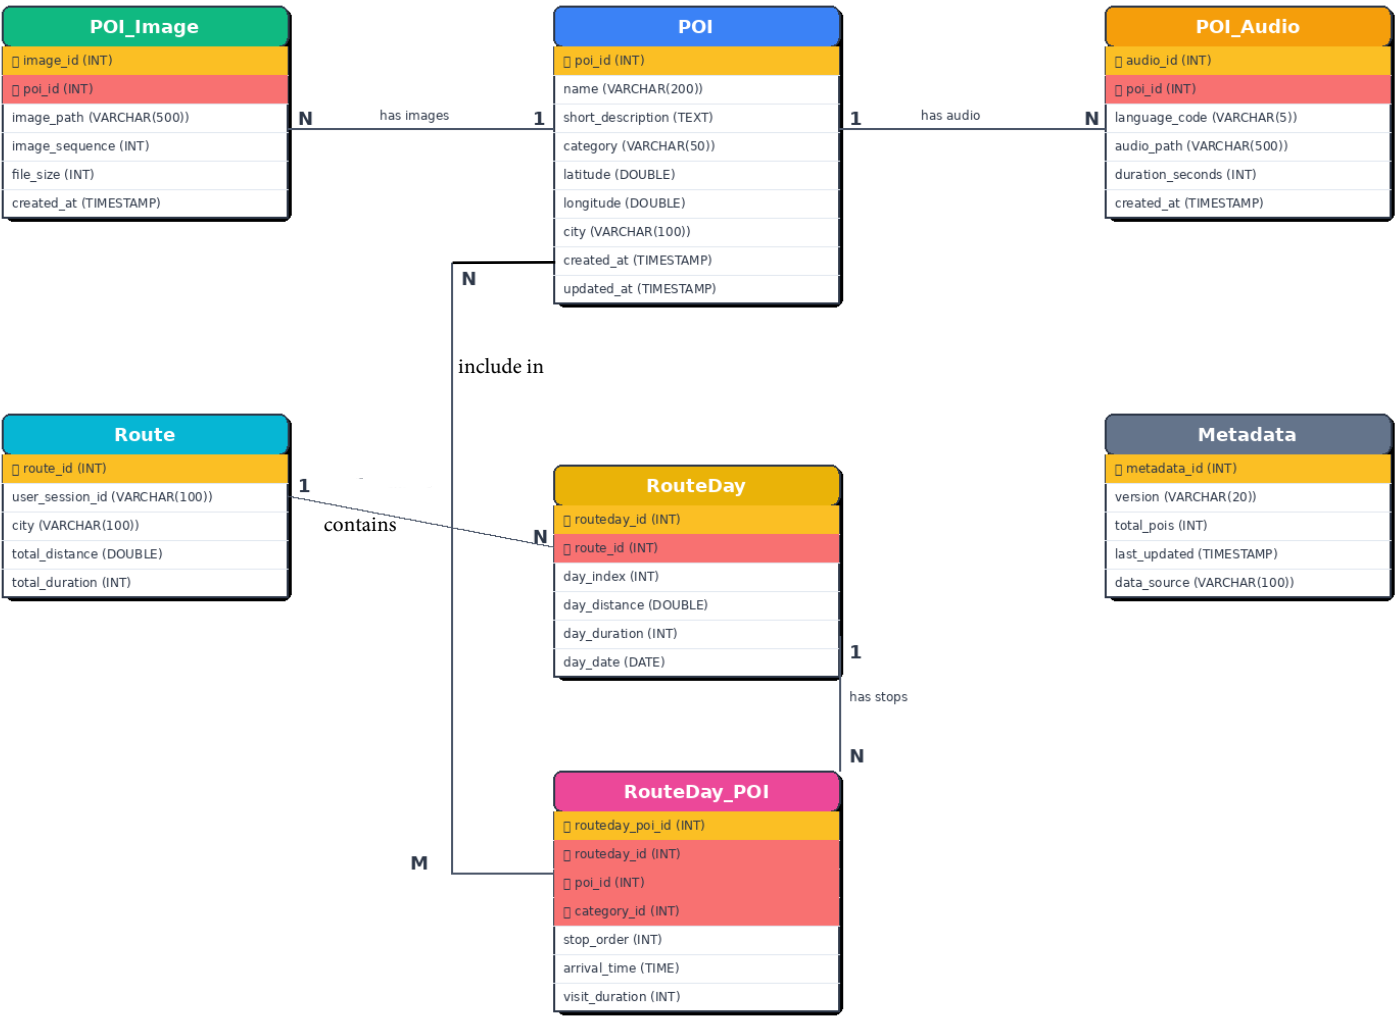 POI_Image
image_id (INT)
poi_id (INT)
image_path (VARCHAR(500))
image_sequence (INT)
file_size (INT)
created_at (TIMESTAMP)
N
has images
1
POI
poi_id (INT)
name (VARCHAR(200))
short_description (TEXT)
category (VARCHAR(50))
latitude (DOUBLE)
longitude (DOUBLE)
city (VARCHAR(100))
created_at (TIMESTAMP)
updated_at (TIMESTAMP)
1
has audio
N
POI_Audio
audio_id (INT)
poi_id (INT)
language_code (VARCHAR(5))
audio_path (VARCHAR(500))
duration_seconds (INT)
created_at (TIMESTAMP)
N
include in
M
Route
route_id (INT)
user_session_id (VARCHAR(100))
city (VARCHAR(100))
total_distance (DOUBLE)
total_duration (INT)
1
contains
N
RouteDay
routeday_id (INT)
route_id (INT)
day_index (INT)
day_distance (DOUBLE)
day_duration (INT)
day_date (DATE)
1
has stops
N
Metadata
metadata_id (INT)
version (VARCHAR(20))
total_pois (INT)
last_updated (TIMESTAMP)
data_source (VARCHAR(100))
RouteDay_POI
routeday_poi_id (INT)
routeday_id (INT)
poi_id (INT)
category_id (INT)
stop_order (INT)
arrival_time (TIME)
visit_duration (INT)